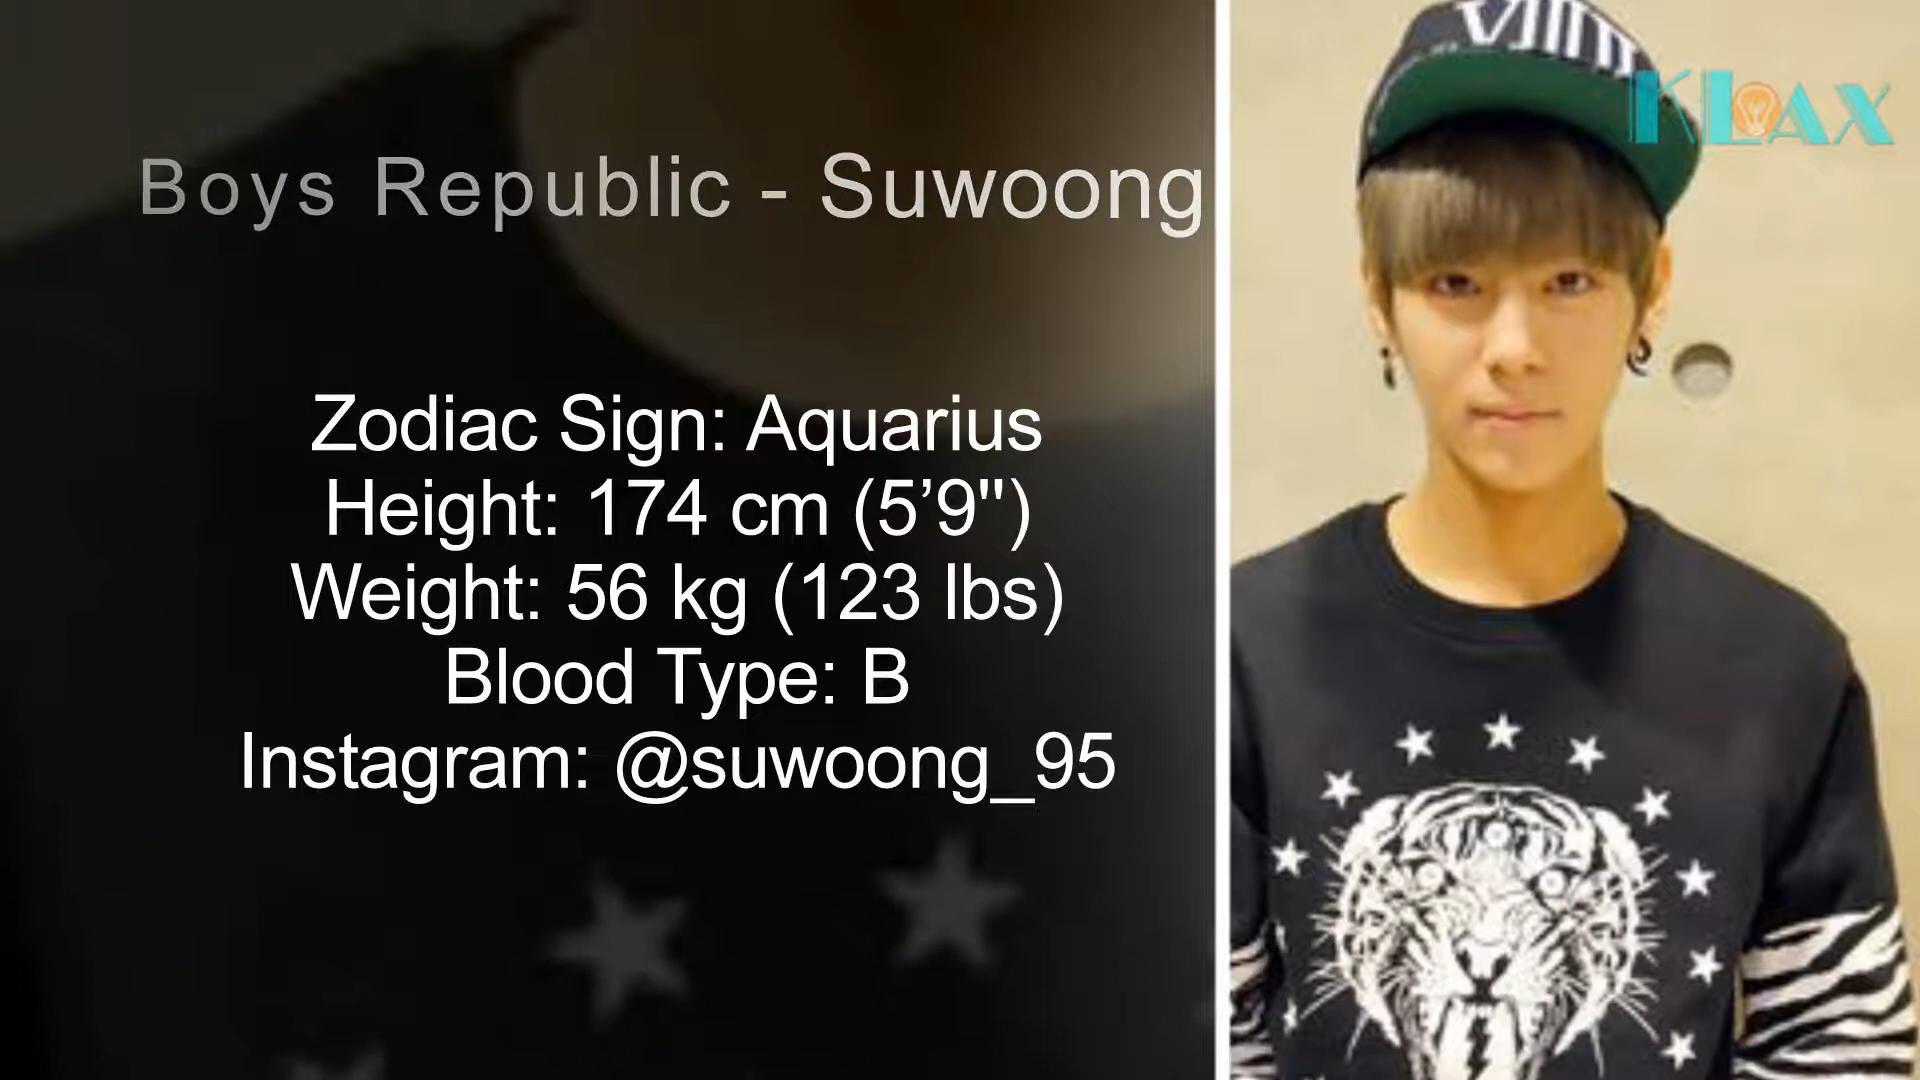 Boys Republic - Suwoong
Zodiac Sign: Aquarius
Height: 174 cm (5’9")
Weight: 56 kg (123 lbs)
Blood Type: B
Instagram: @suwoong_95
KLAX